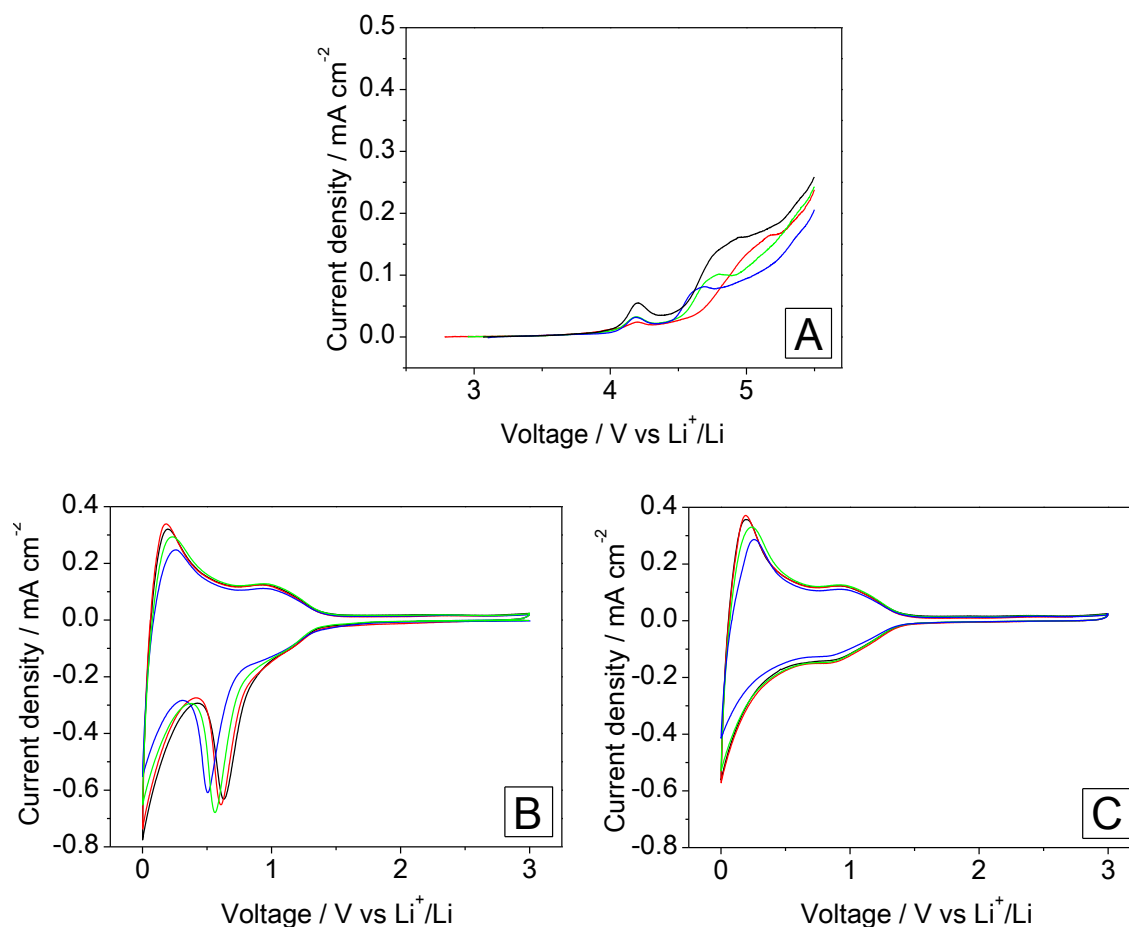 0.5
0.4
0.3
0.2
0.1
0.0
Current density / mA cm⁻²
A
3 4 5
Voltage / V vs Li⁺/Li
0.4
0.2
0.0
-0.2
-0.4
-0.6
-0.8
Current density / mA cm⁻²
B
0 1 2 3
Voltage / V vs Li⁺/Li
0.4
0.2
0.0
-0.2
-0.4
-0.6
-0.8
Current density / mA cm⁻²
C
0 1 2 3
Voltage / V vs Li⁺/Li